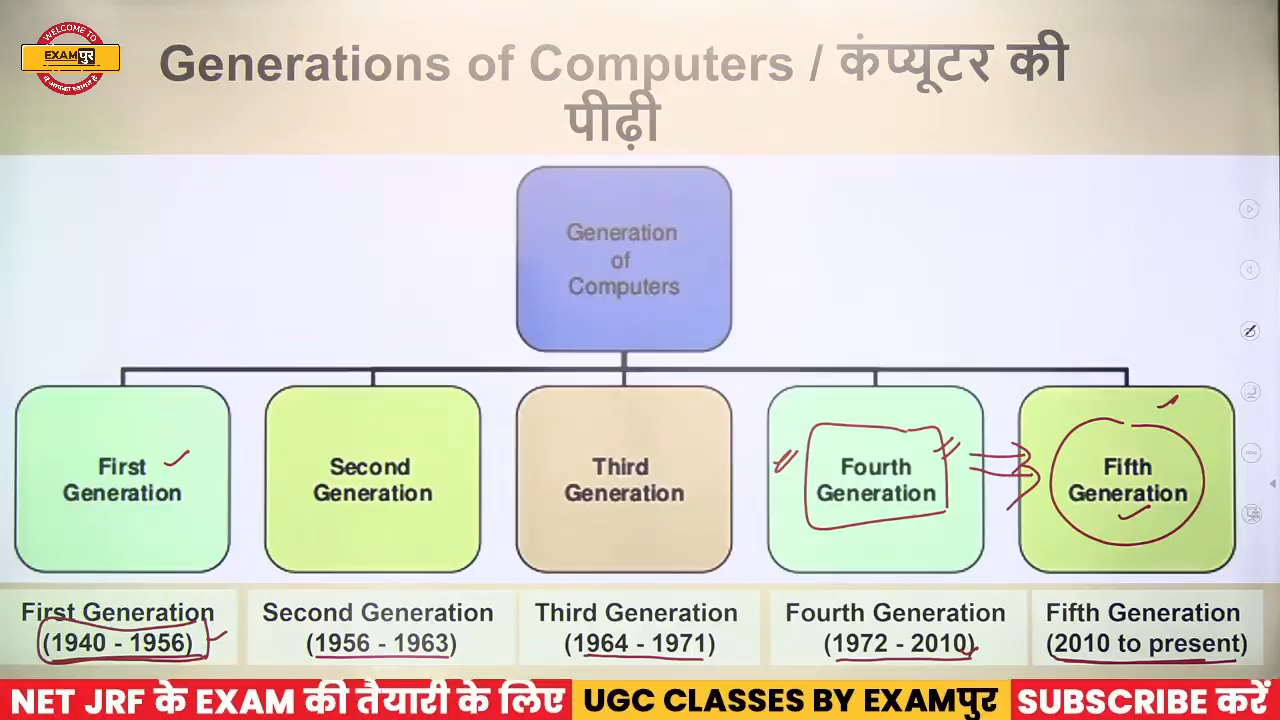 WELCOME TO
EXAMपुर
Generations of Computers / कंप्यूटर की
पीढ़ी
Generation
of
Computers
First
Generation
Second
Generation
Third
Generation
Fourth
Generation
Fifth
Generation
First Generation
(1940 - 1956)
Second Generation
(1956 - 1963)
Third Generation
(1964 - 1971)
Fourth Generation
(1972 - 2010)
Fifth Generation
(2010 to present)
NET JRF के EXAM की तैयारी के लिए
UGC CLASSES BY EXAMपुर
SUBSCRIBE करें